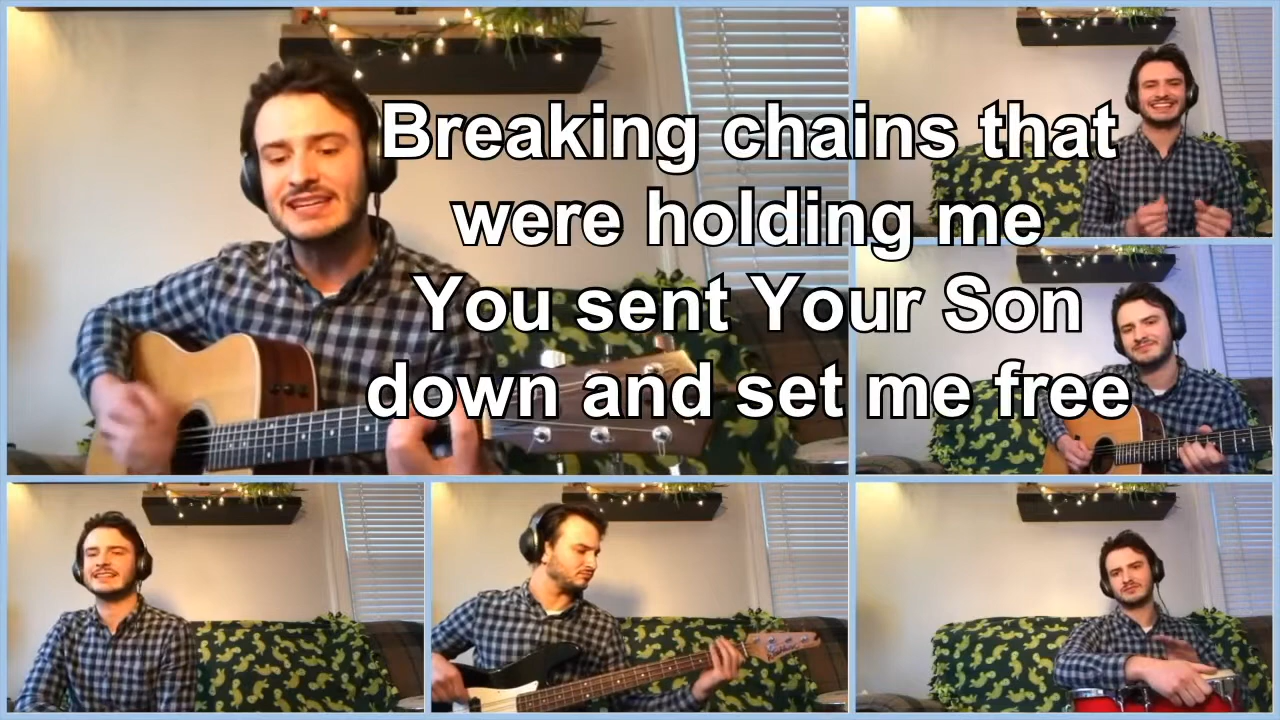 Breaking chains that
were holding me
You sent Your Son
down and set me free